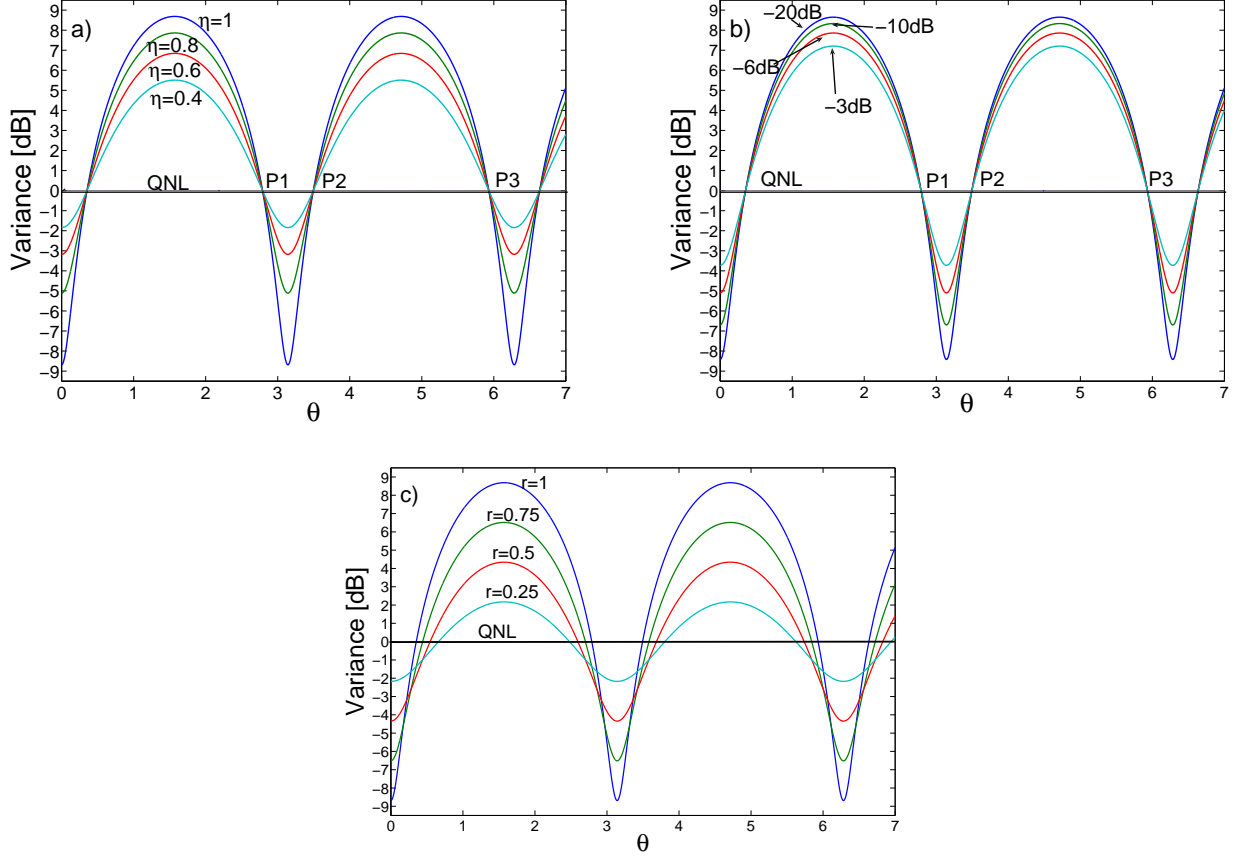 a)
η=1
η=0.8
η=0.6
η=0.4
QNL
P1
P2
P3
9
8
7
6
5
4
3
2
1
0
−1
−2
−3
−4
−5
−6
−7
−8
−9
Variance [dB]
0 1 2 3 4 5 6 7
θ
b)
−20dB
−10dB
−6dB
−3dB
QNL
P1
P2
P3
9
8
7
6
5
4
3
2
1
0
−1
−2
−3
−4
−5
−6
−7
−8
−9
Variance [dB]
0 1 2 3 4 5 6 7
θ
c)
r=1
r=0.75
r=0.5
r=0.25
QNL
9
8
7
6
5
4
3
2
1
0
−1
−2
−3
−4
−5
−6
−7
−8
−9
Variance [dB]
0 1 2 3 4 5 6 7
θ